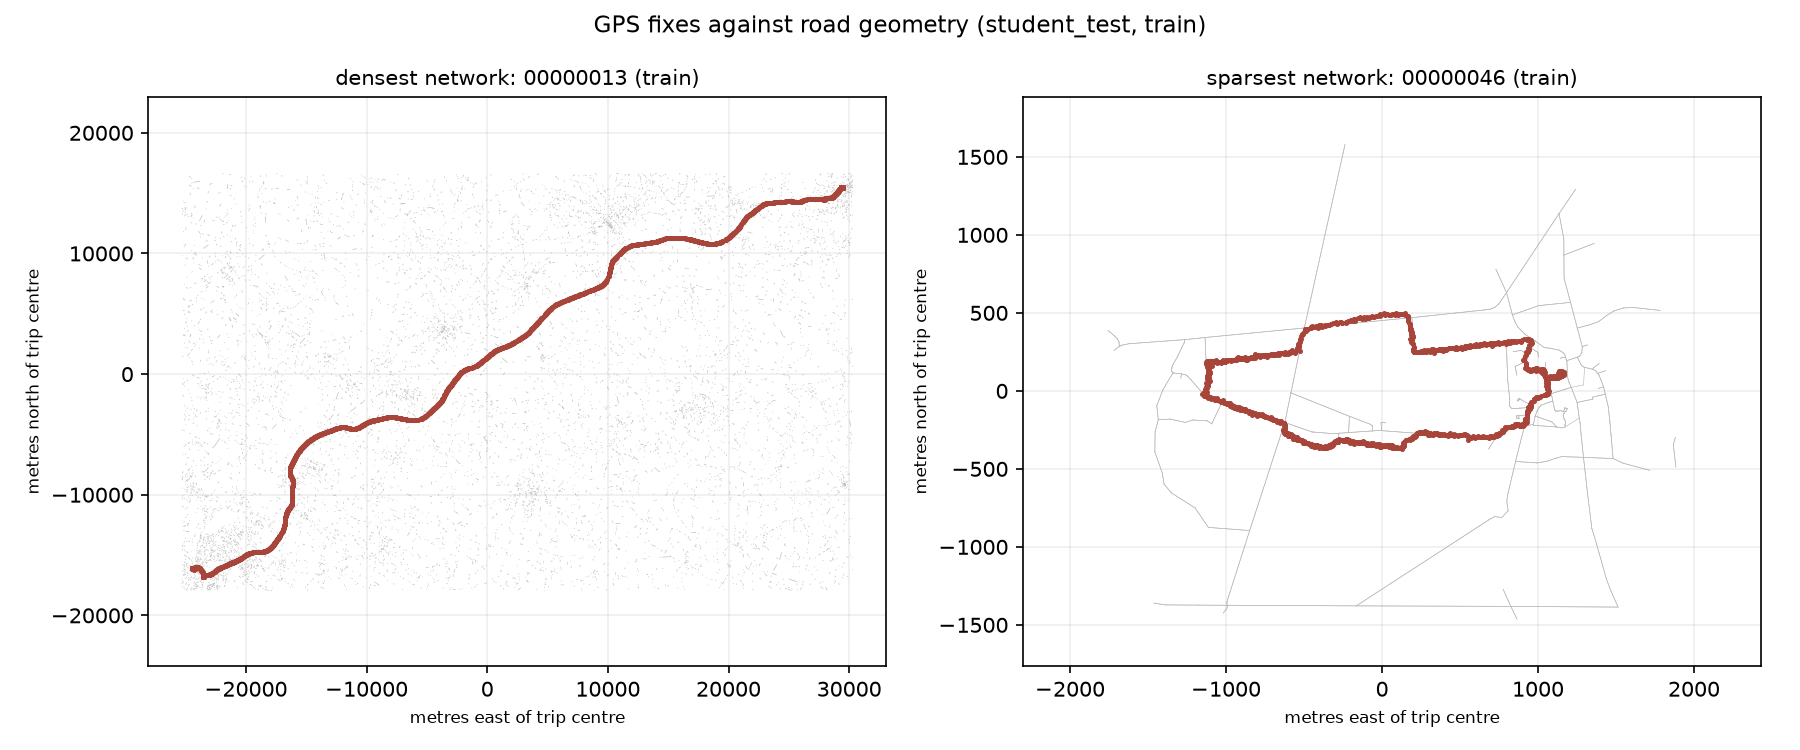 GPS fixes against road geometry (student_test, train)
densest network: 00000013 (train)
metres north of trip centre
20000
10000
0
−10000
−20000
−20000 −10000 0 10000 20000 30000
metres east of trip centre
sparsest network: 00000046 (train)
metres north of trip centre
1500
1000
500
0
−500
−1000
−1500
−2000 −1000 0 1000 2000
metres east of trip centre